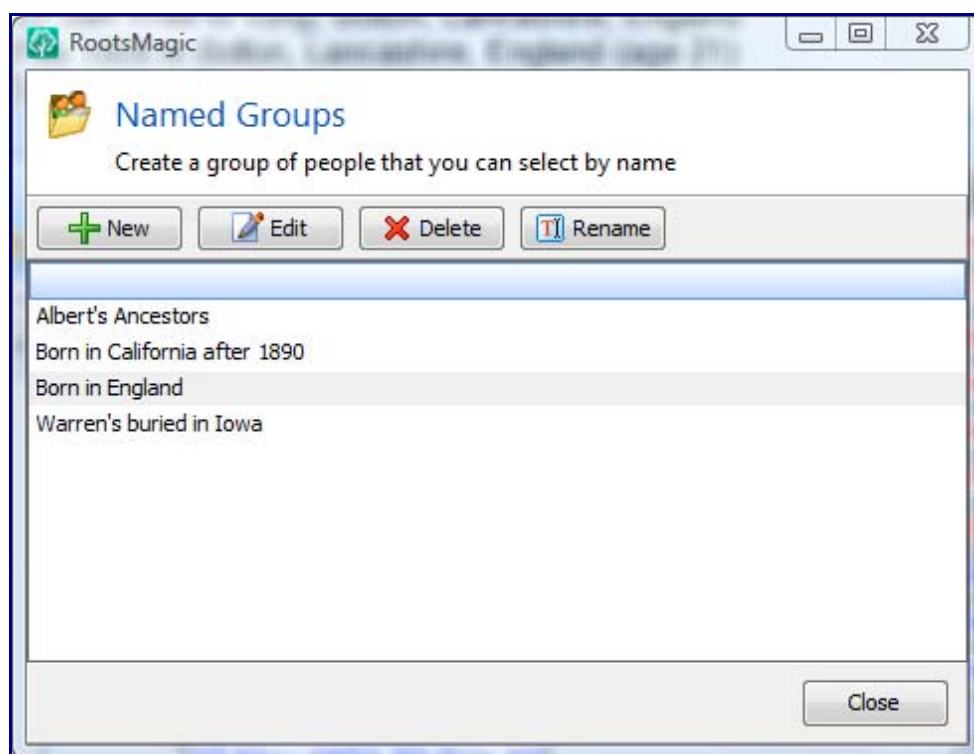 RootsMagic
Named Groups
Create a group of people that you can select by name
New Edit Delete Rename
Albert's Ancestors
Born in California after 1890
Born in England
Warren's buried in Iowa
Close